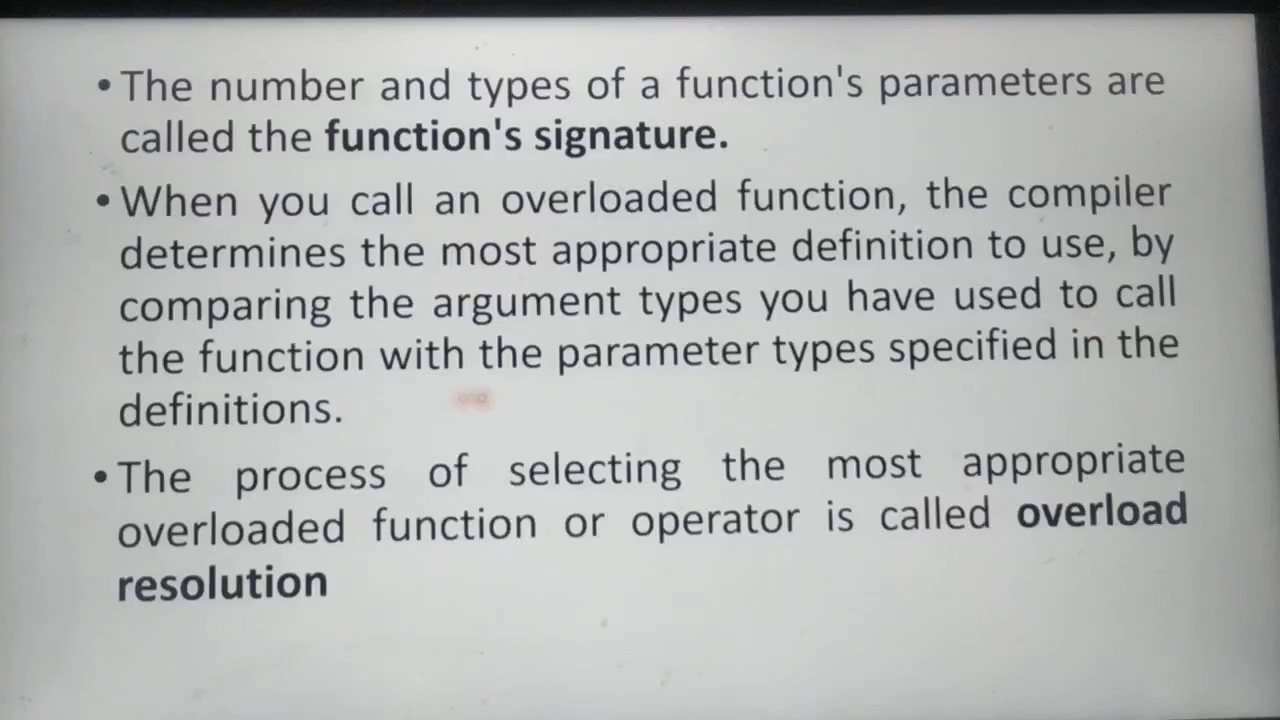 • The number and types of a function's parameters are
called the function's signature.
• When you call an overloaded function, the compiler
determines the most appropriate definition to use, by
comparing the argument types you have used to call
the function with the parameter types specified in the
definitions.
• The process of selecting the most appropriate
overloaded function or operator is called overload
resolution